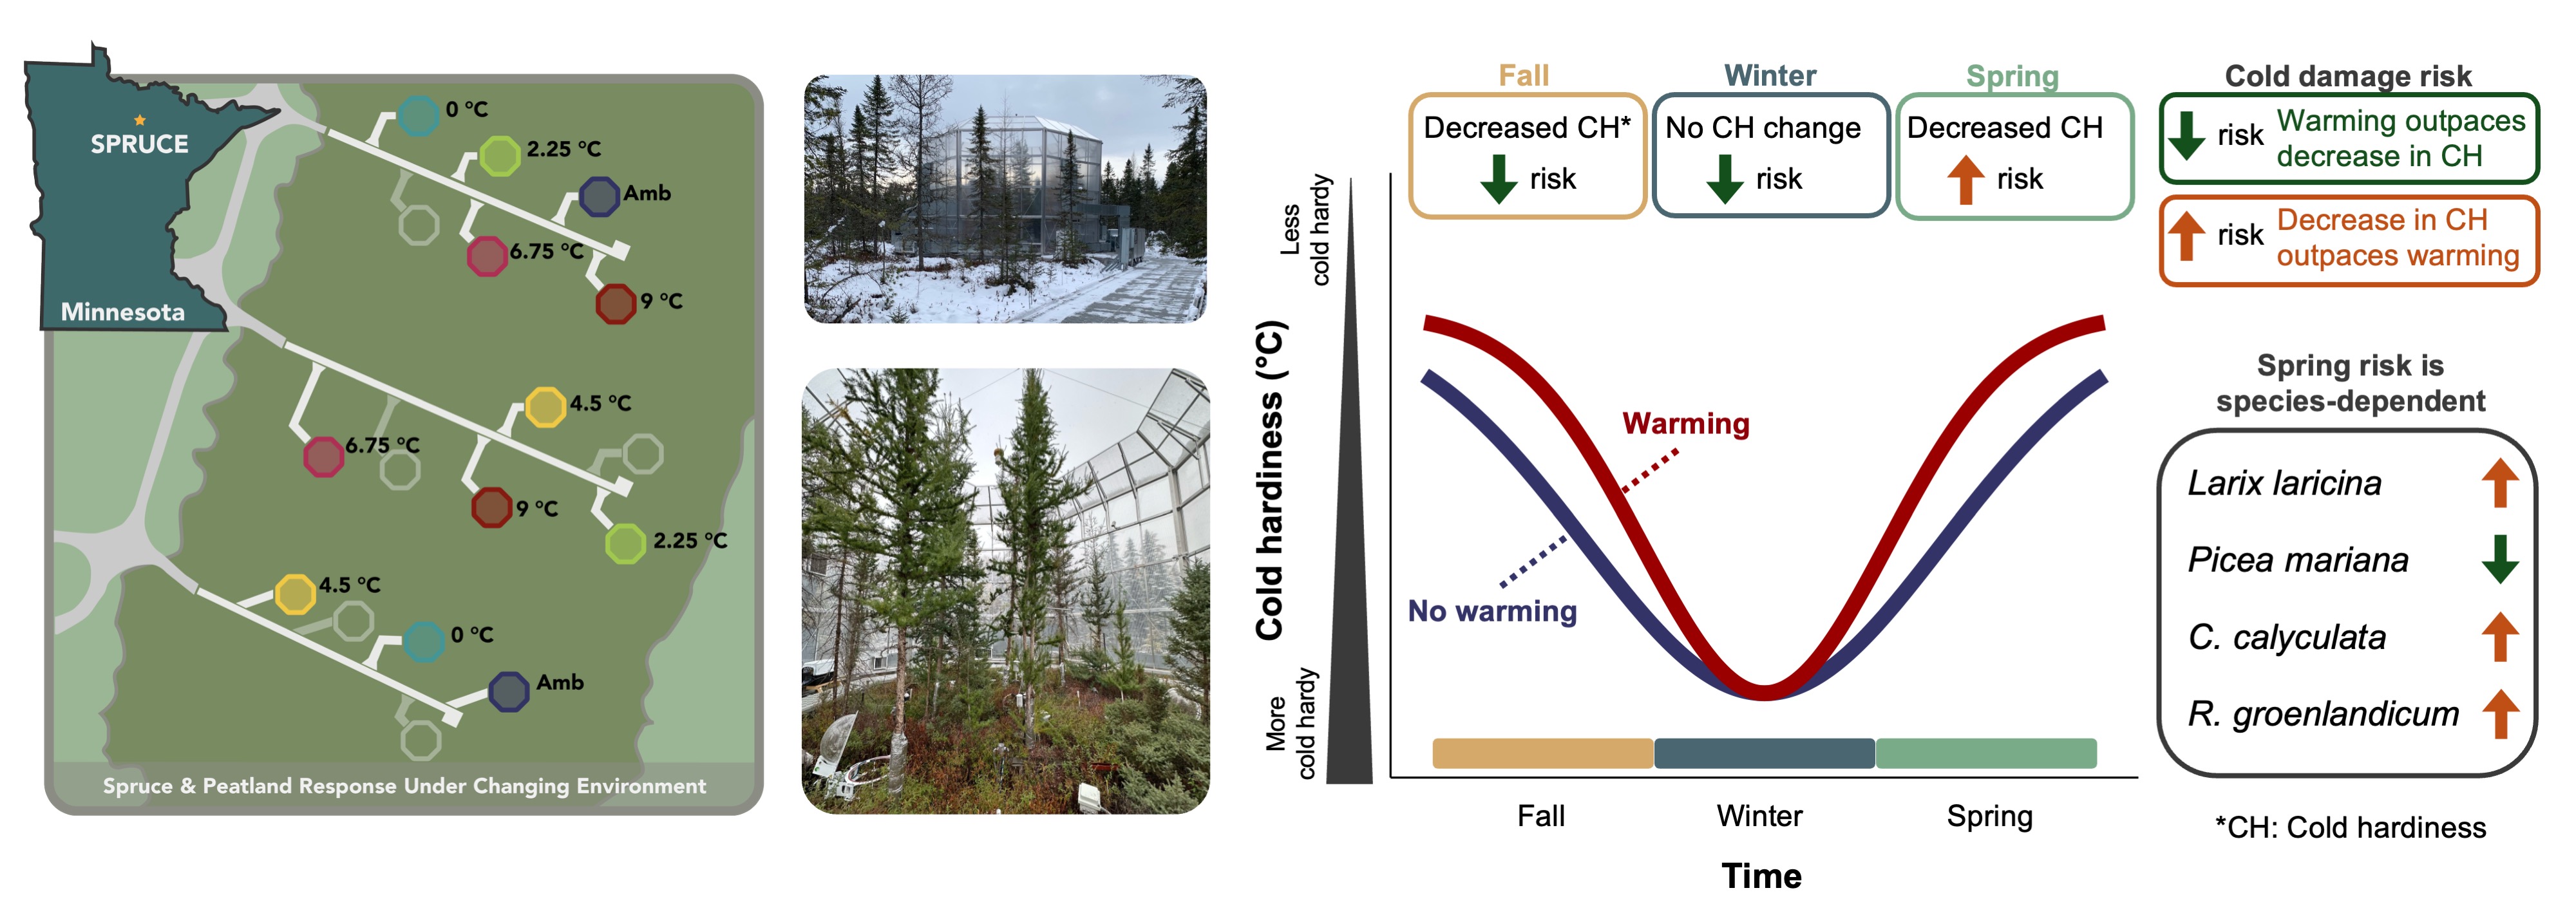 SPRUCE
Minnesota
0 °C
2.25 °C
Amb
6.75 °C
9 °C
4.5 °C
6.75 °C
9 °C
2.25 °C
4.5 °C
0 °C
Amb
Spruce & Peatland Response Under Changing Environment
Fall
Decreased CH*
risk
Winter
No CH change
risk
Spring
Decreased CH
risk
Less
cold hardy
Cold hardiness (°C)
More
cold hardy
Warming
No warming
Fall
Winter
Spring
Time
Cold damage risk
risk
Warming outpaces
decrease in CH
risk
Decrease in CH
outpaces warming
Spring risk is
species-dependent
Larix laricina
Picea mariana
C. calyculata
R. groenlandicum
*CH: Cold hardiness